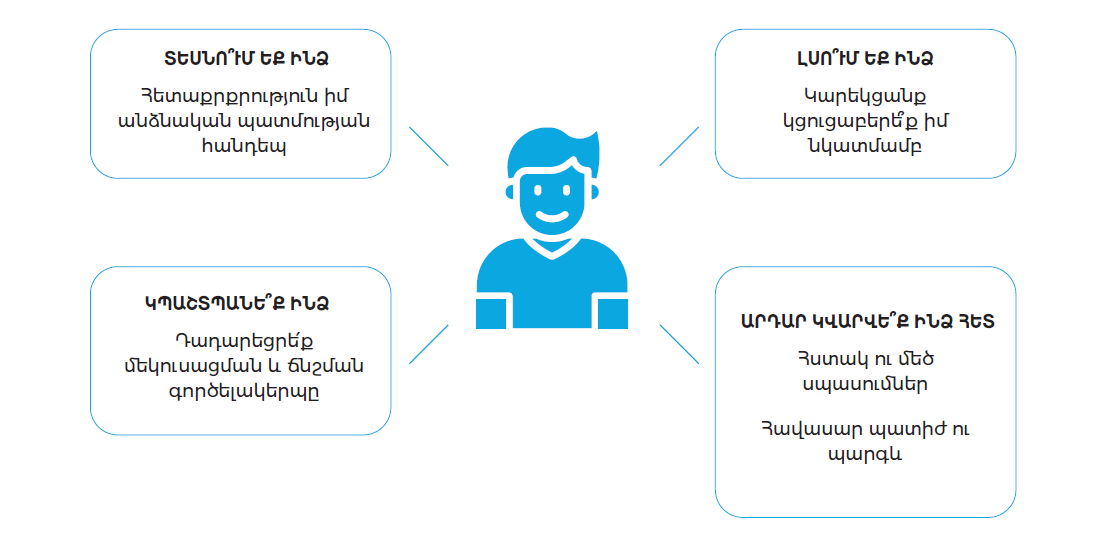 ՏԵՍՆՈ՞ՒՄ ԵՔ ԻՆՁ
Հետաքրքրություն իմ
անձնական պատմության
հանդեպ
ԼՍՈ՞ՒՄ ԵՔ ԻՆՁ
Կարեկցանք
կցուցաբերե՞ք իմ
նկատմամբ
ԿՊԱՇՏՊԱՆԵ՞Ք ԻՆՁ
Դադարեցրե՛ք
մեկուսացման և ճնշման
գործելակերպը
ԱՐԴԱՐ ԿՎԱՐՎԵ՞Ք ԻՆՁ ՀԵՏ
Հստակ ու մեծ
սպասումներ
Հավասար պատիժ ու
պարգև